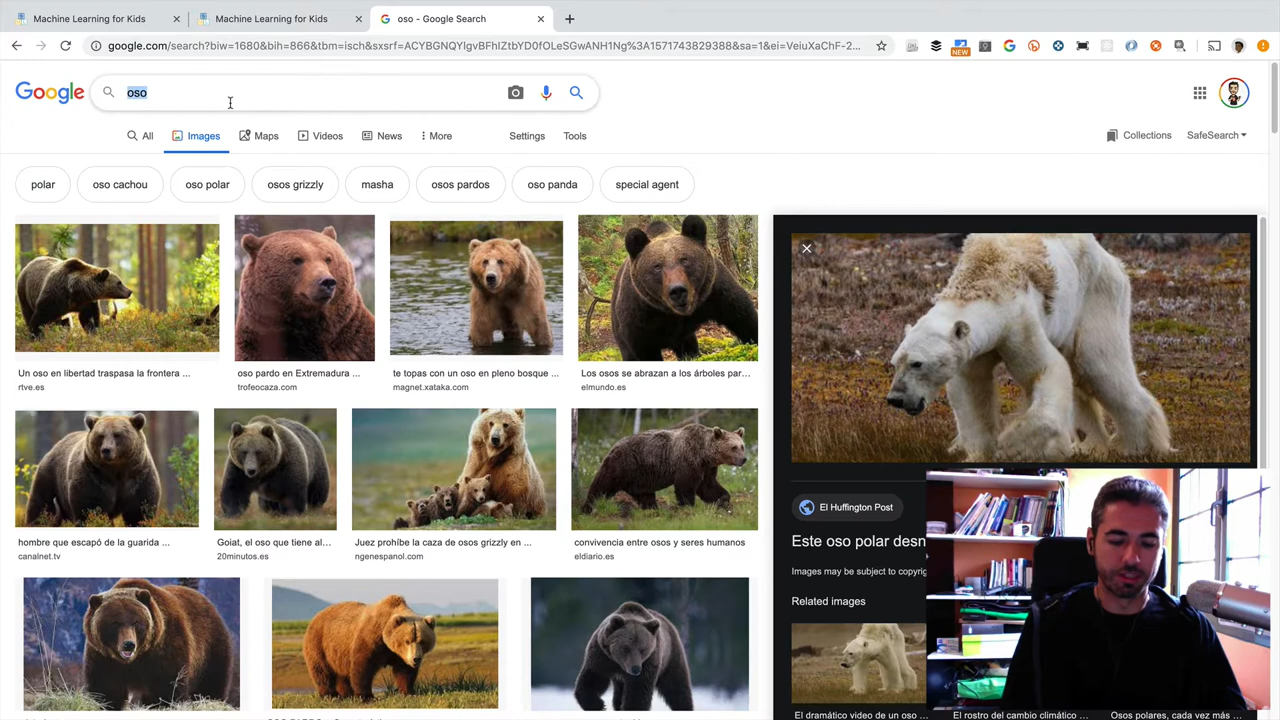 Machine Learning for Kids
Machine Learning for Kids
oso - Google Search
google.com/search?biw=1680&bih=866&tbm=isch&sxsrf=ACYBGNQYIgvBFhIZtbYD0fOLeSGwANH1Ng%3A1571743829388&sa=1&ei=VeiuXaChF-2...
NEW
Google
oso
All
Images
Maps
Videos
News
More
Settings
Tools
Collections
SafeSearch
polar
oso cachou
oso polar
osos grizzly
masha
osos pardos
oso panda
special agent
Un oso en libertad traspasa la frontera ...
rtve.es
oso pardo en Extremadura ...
trofeocaza.com
te topas con un oso en pleno bosque ...
magnet.xataka.com
Los osos se abrazan a los árboles par...
elmundo.es
hombre que escapó de la guarida ...
canalnet.tv
Goiat, el oso que tiene al...
20minutos.es
Juez prohíbe la caza de osos grizzly en ...
ngenespanol.com
convivencia entre osos y seres humanos
eldiario.es
El Huffington Post
Este oso polar desn
Images may be subject to copyrig
Related images
El dramático video de un oso ...
El rostro del cambio climático ...
Osos polares, cada vez más ...